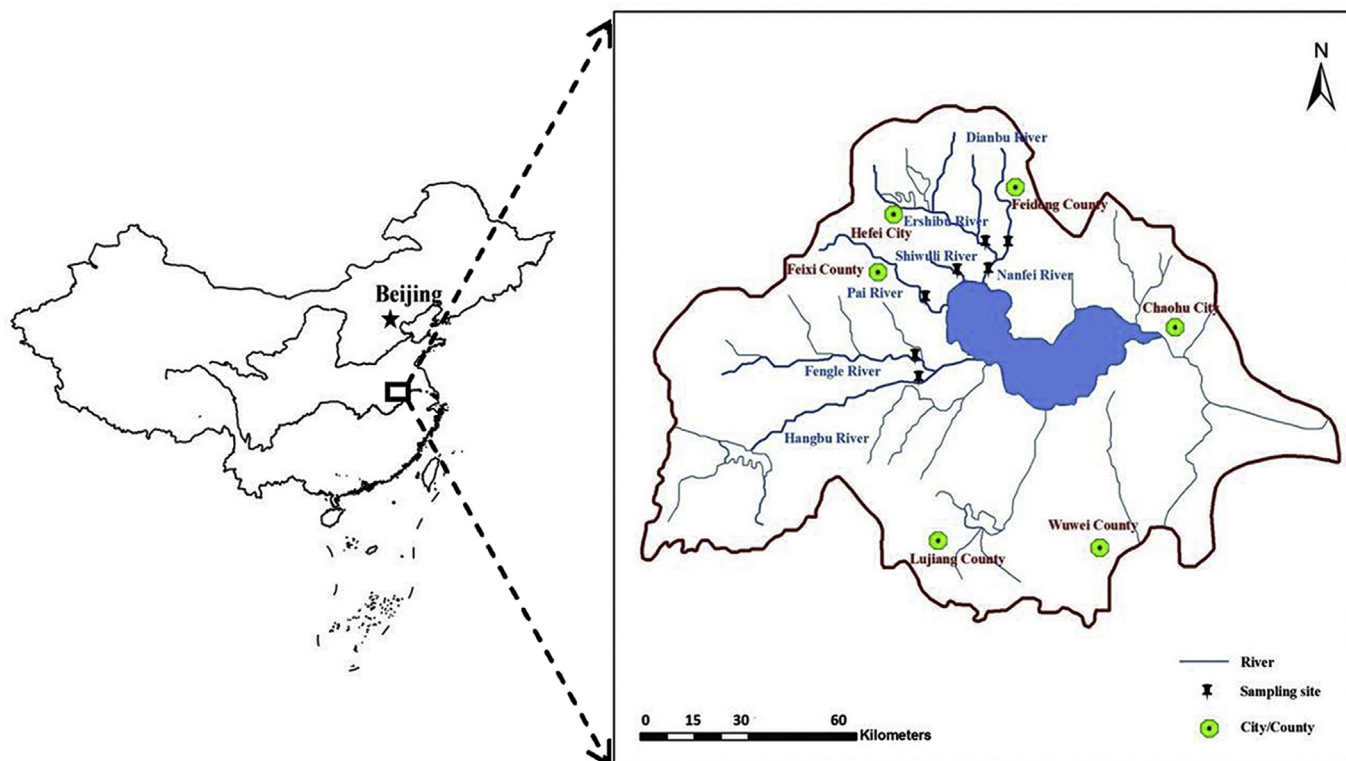 Beijing
N
Dianbu River
Feidong County
Ershibu River
Hefei City
Shiwuli River
Nanfei River
Feixi County
Pai River
Chaohu City
Fengle River
Hangbu River
Wuwei County
Lujiang County
River
Sampling site
City/County
0 15 30 60
Kilometers